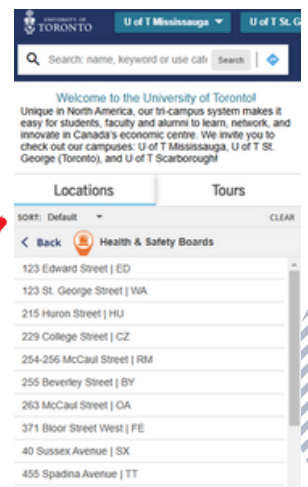 UNIVERSITY OF
TORONTO
U of T Mississauga
U of T St. G
Search: name, keyword or use cate
Search
Welcome to the University of Toronto!
Unique in North America, our tri-campus system makes it
easy for students, faculty and alumni to learn, network, and
innovate in Canada's economic centre. We invite you to
check out our campuses: U of T Mississauga, U of T St.
George (Toronto), and U of T Scarborough!
Locations
Tours
SORT: Default
CLEAR
Back
Health & Safety Boards
123 Edward Street | ED
123 St. George Street | WA
215 Huron Street | HU
229 College Street | CZ
254-256 McCaul Street | RM
255 Beverley Street | BY
263 McCaul Street | OA
371 Bloor Street West | FE
40 Sussex Avenue | SX
455 Spadina Avenue | TT